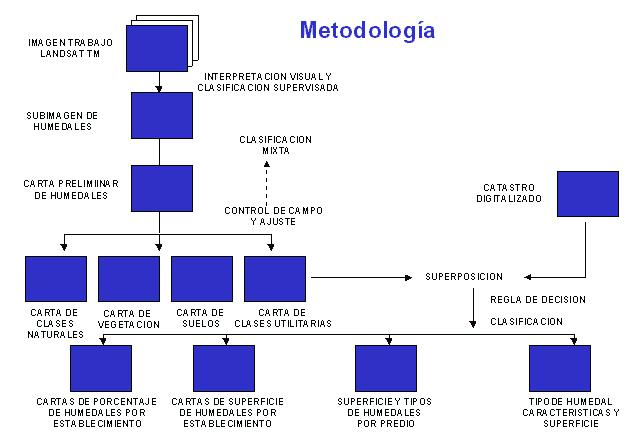 Metodología
IMAGEN TRABAJO
LANDSAT TM
INTERPRETACION VISUAL Y
CLASIFICACION SUPERVISADA
SUBIMAGEN DE
HUMEDALES
CLASIFICACION
MIXTA
CARTA PRELIMINAR
DE HUMEDALES
CATASTRO
DIGITALIZADO
CONTROL DE CAMPO
Y AJUSTE
SUPERPOSICION
REGLA DE DECISION
CLASIFICACION
CARTA DE
CLASES
NATURALES
CARTA DE
VEGETACION
CARTA DE
SUELOS
CARTA DE
CLASES UTILITARIAS
CARTAS DE PORCENTAJE
DE HUMEDALES POR
ESTABLECIMIENTO
CARTAS DE SUPERFICIE
DE HUMEDALES POR
ESTABLECIMIENTO
SUPERFICIE Y TIPOS
DE HUMEDALES
POR PREDIO
TIPO DE HUMEDAL
CARACTERISTICAS Y
SUPERFICIE